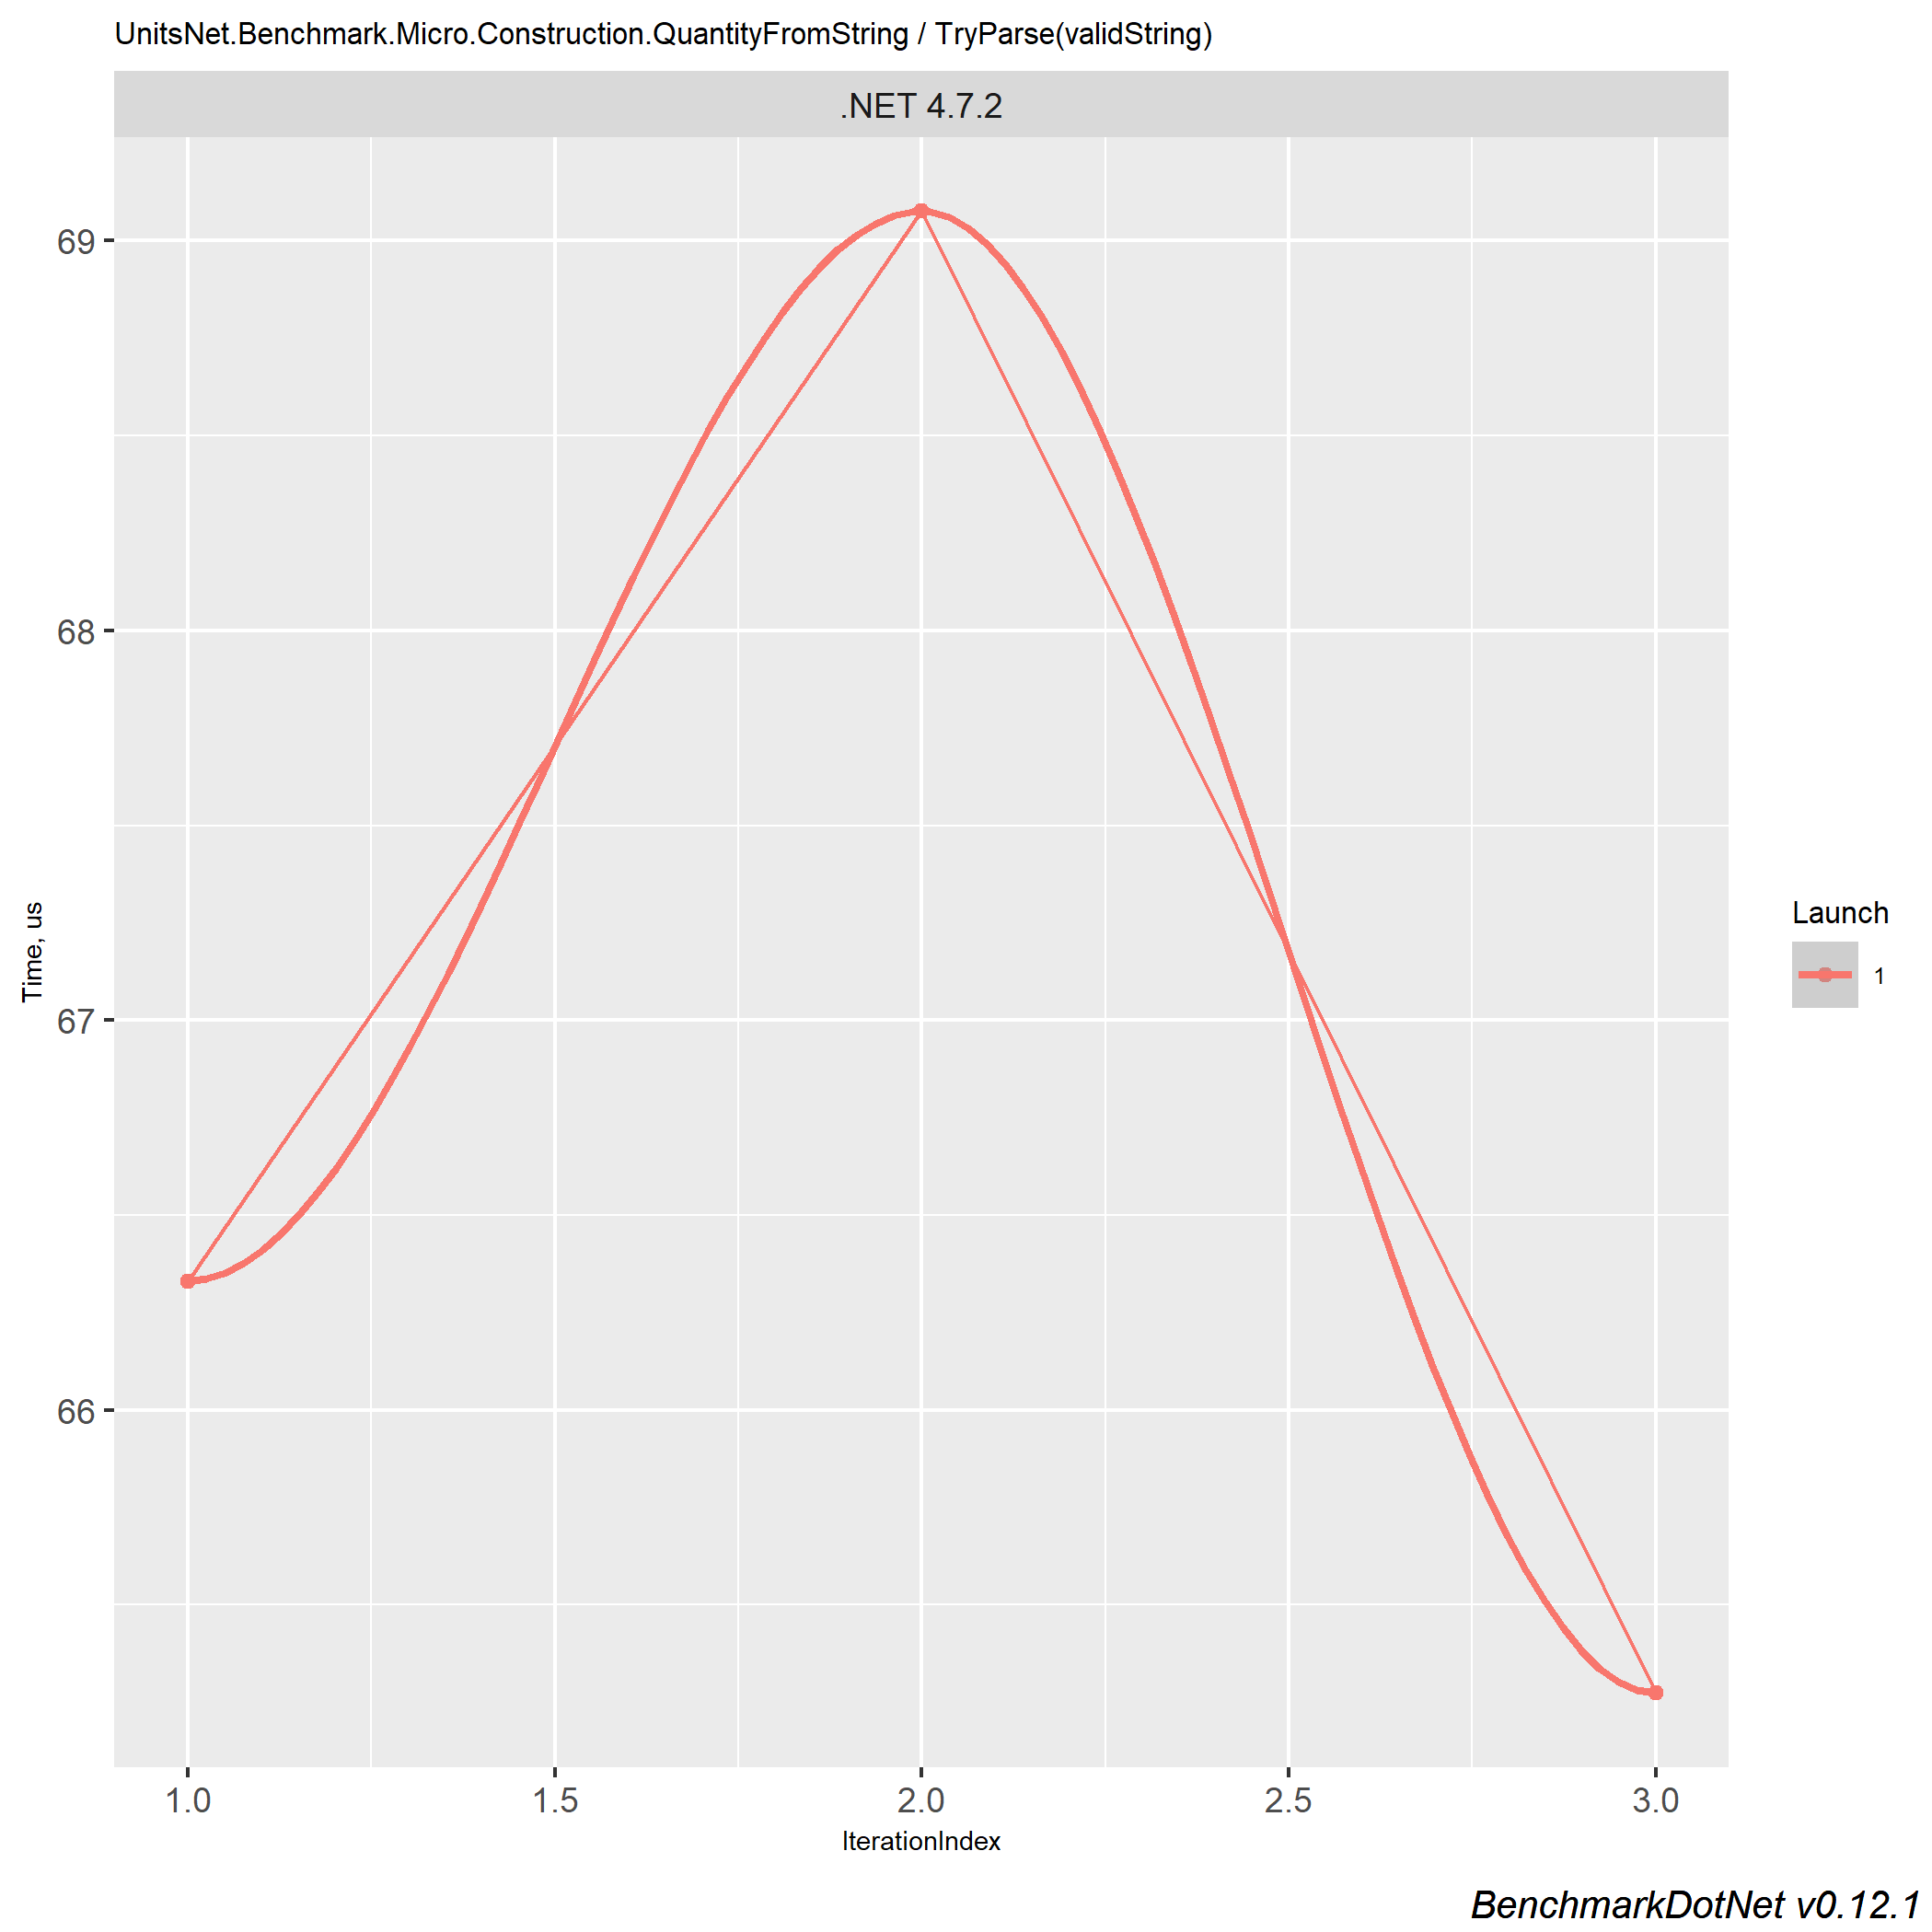 UnitsNet.Benchmark.Micro.Construction.QuantityFromString / TryParse(validString)
.NET 4.7.2
69
68
67
66
Time, us
1.0 1.5 2.0 2.5 3.0
IterationIndex
Launch
1
BenchmarkDotNet v0.12.1